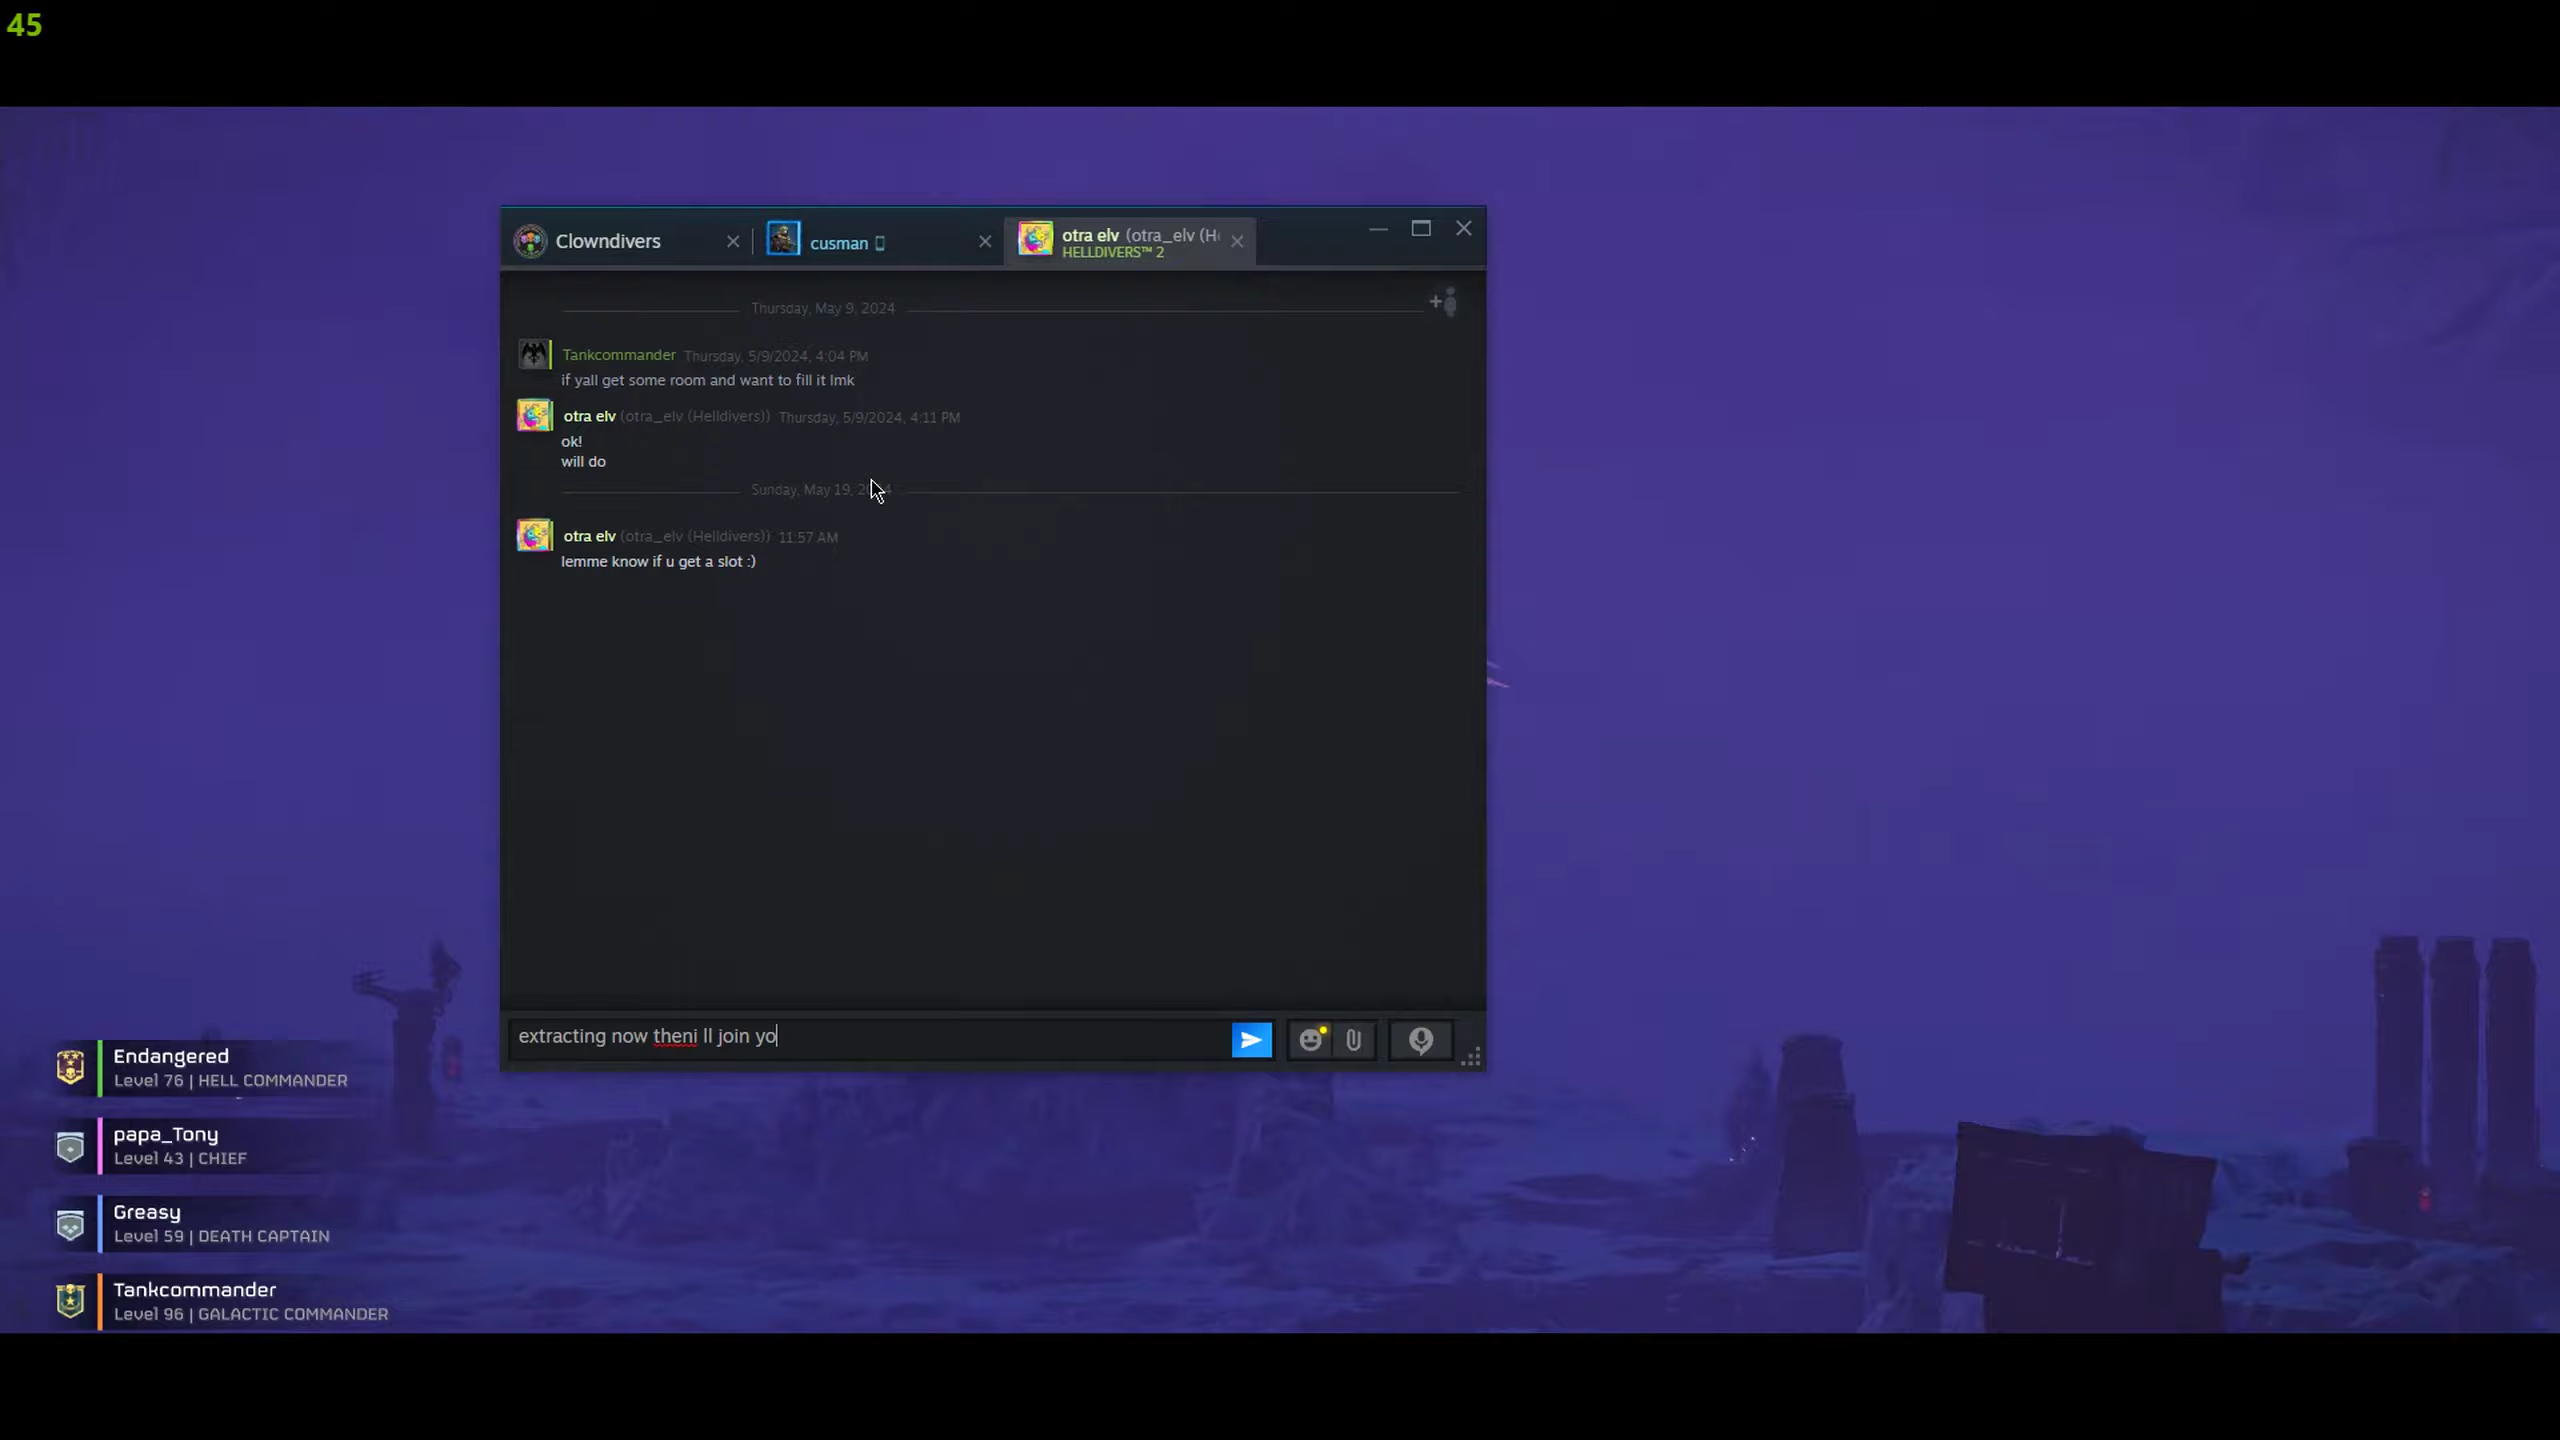 45
Clowndivers
cusman
otra elv (otra_elv (H
HELLDIVERS™ 2
Thursday, May 9, 2024
Tankcommander Thursday, 5/9/2024, 4:04 PM
if yall get some room and want to fill it lmk
otra elv (otra_elv (Helldivers)) Thursday, 5/9/2024, 4:11 PM
ok!
will do
Sunday, May 19, 2024
otra elv (otra_elv (Helldivers)) 11:57 AM
lemme know if u get a slot :)
extracting now theni ll join yo
Endangered
Level 76 | HELL COMMANDER
papa_Tony
Level 43 | CHIEF
Greasy
Level 59 | DEATH CAPTAIN
Tankcommander
Level 96 | GALACTIC COMMANDER